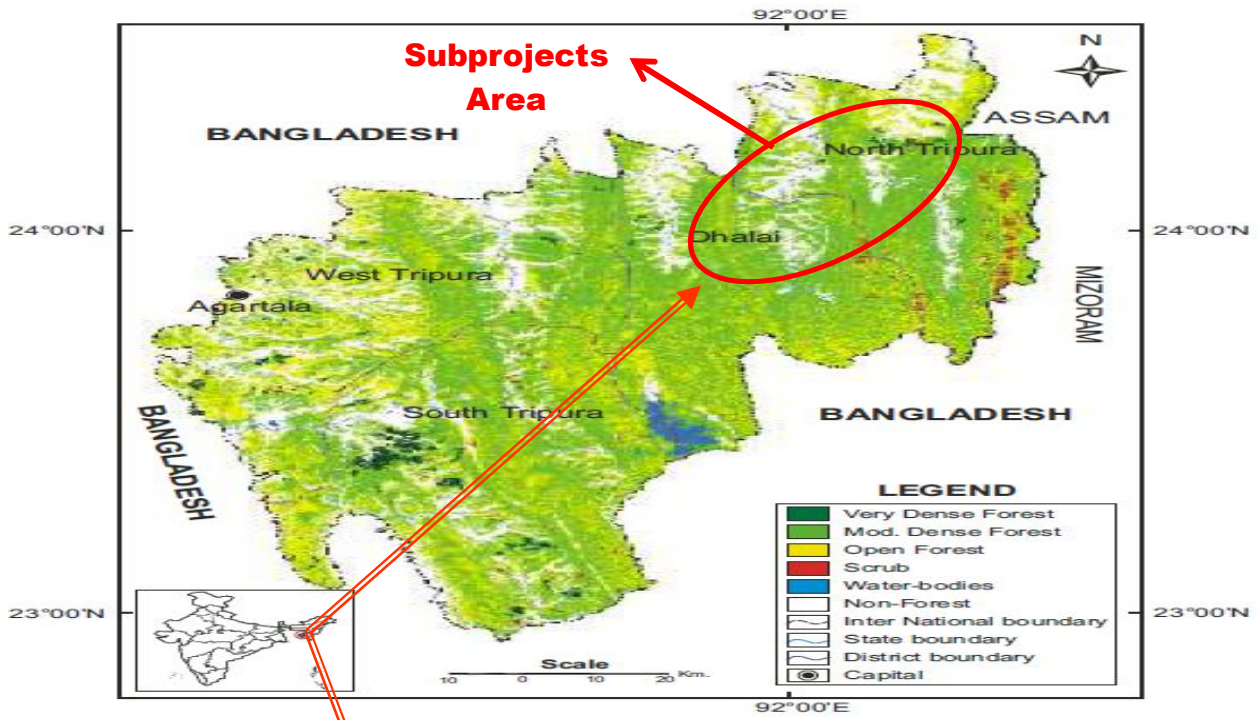 92°00'E
Subprojects
Area
N
BANGLADESH
ASSAM
North Tripura
24°00'N
24°00'N
Dhalai
West Tripura
MIZORAM
Agartala
South Tripura
BANGLADESH
BANGLADESH
LEGEND
Very Dense Forest
Mod. Dense Forest
Open Forest
Scrub
Water-bodies
Non-Forest
Inter National boundary
State boundary
District boundary
Capital
23°00'N
23°00'N
Scale
10 0 10 20 Km.
92°00'E